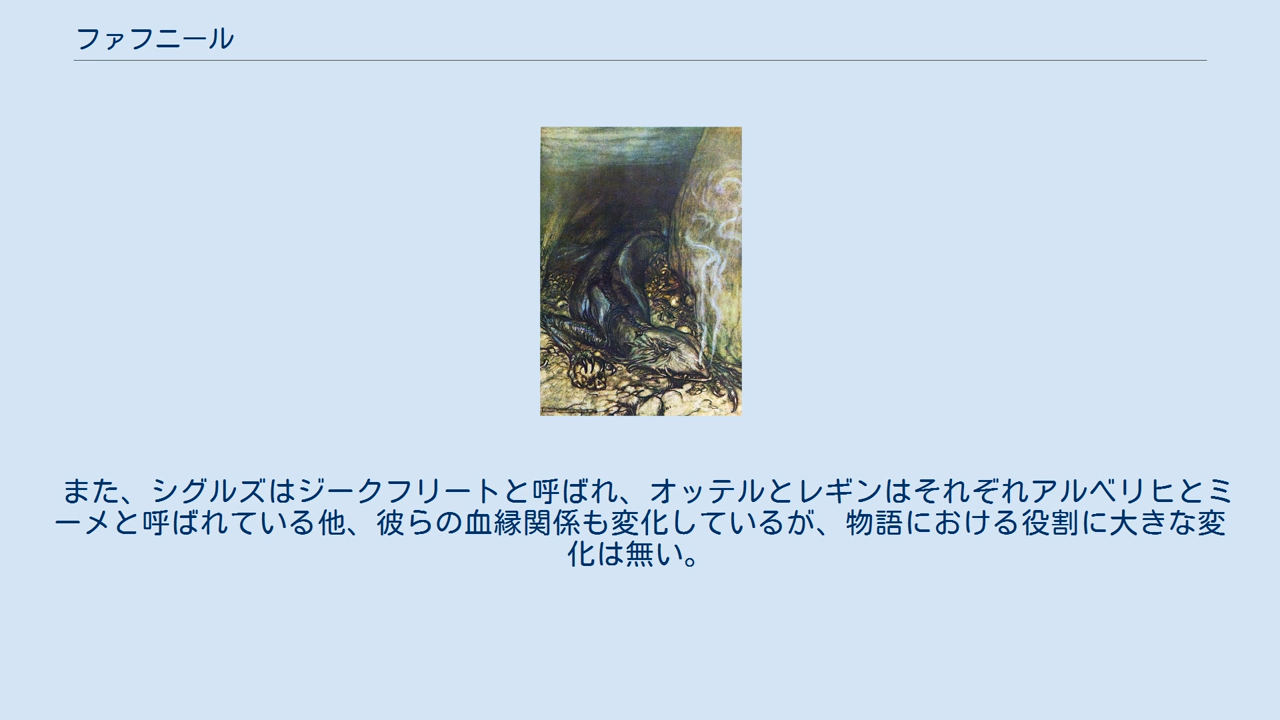 ファフニール
また、シグルズはジークフリートと呼ばれ、オッテルとレギンはそれぞれアルベリヒとミ
ーメと呼ばれている他、彼らの血縁関係も変化しているが、物語における役割に大きな変
化は無い。